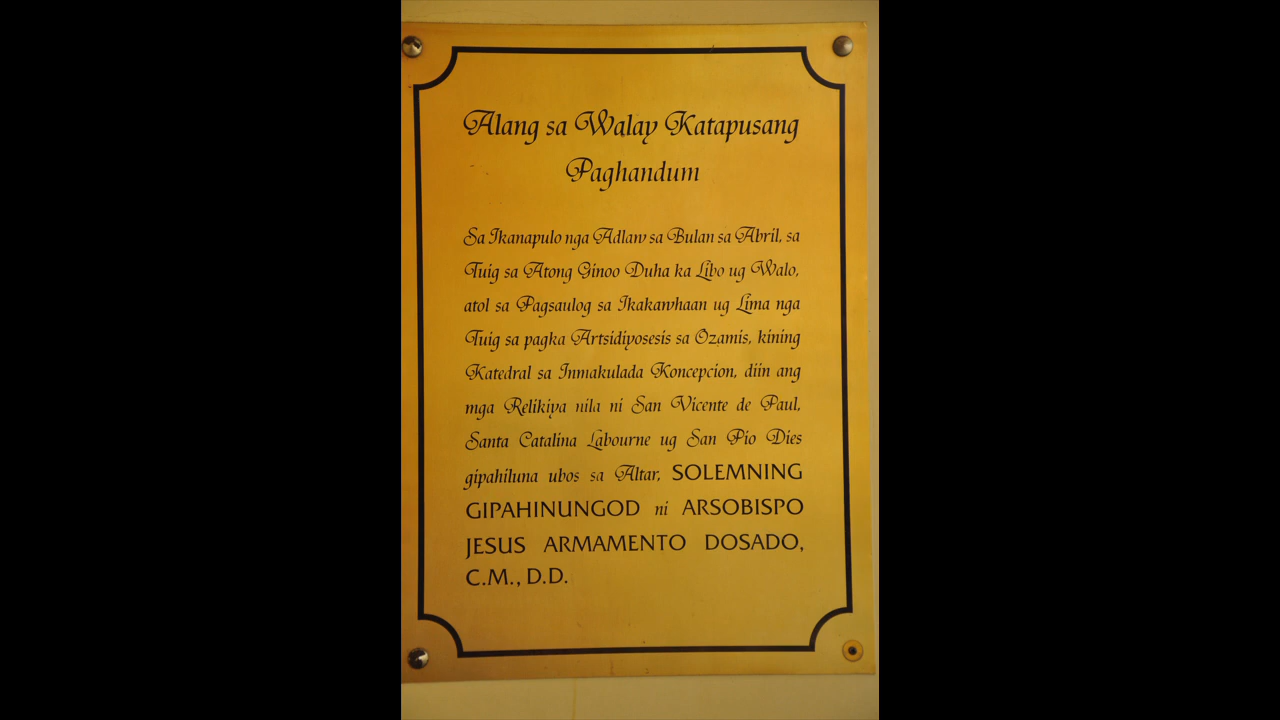 Alang sa Walay Katapusang
Paghandum
Sa Ikanapulo nga Adlaw sa Bulan sa Abril, sa
Tuig sa Atong Ginoo Duha ka Libo ug Walo,
atol sa Pagsaulog sa Ikakawhaan ug Lima nga
Tuig sa pagka Artsidiyosesis sa Ozamis, kining
Katedral sa Inmakulada Koncepcion, diin ang
mga Relikiya nila ni San Vicente de Paul,
Santa Catalina Labourne ug San Pio Dies
gipahiluna ubos sa Altar, SOLEMNING
GIPAHINUNGOD ni ARSOBISPO
JESUS ARMAMENTO DOSADO,
C.M., D.D.